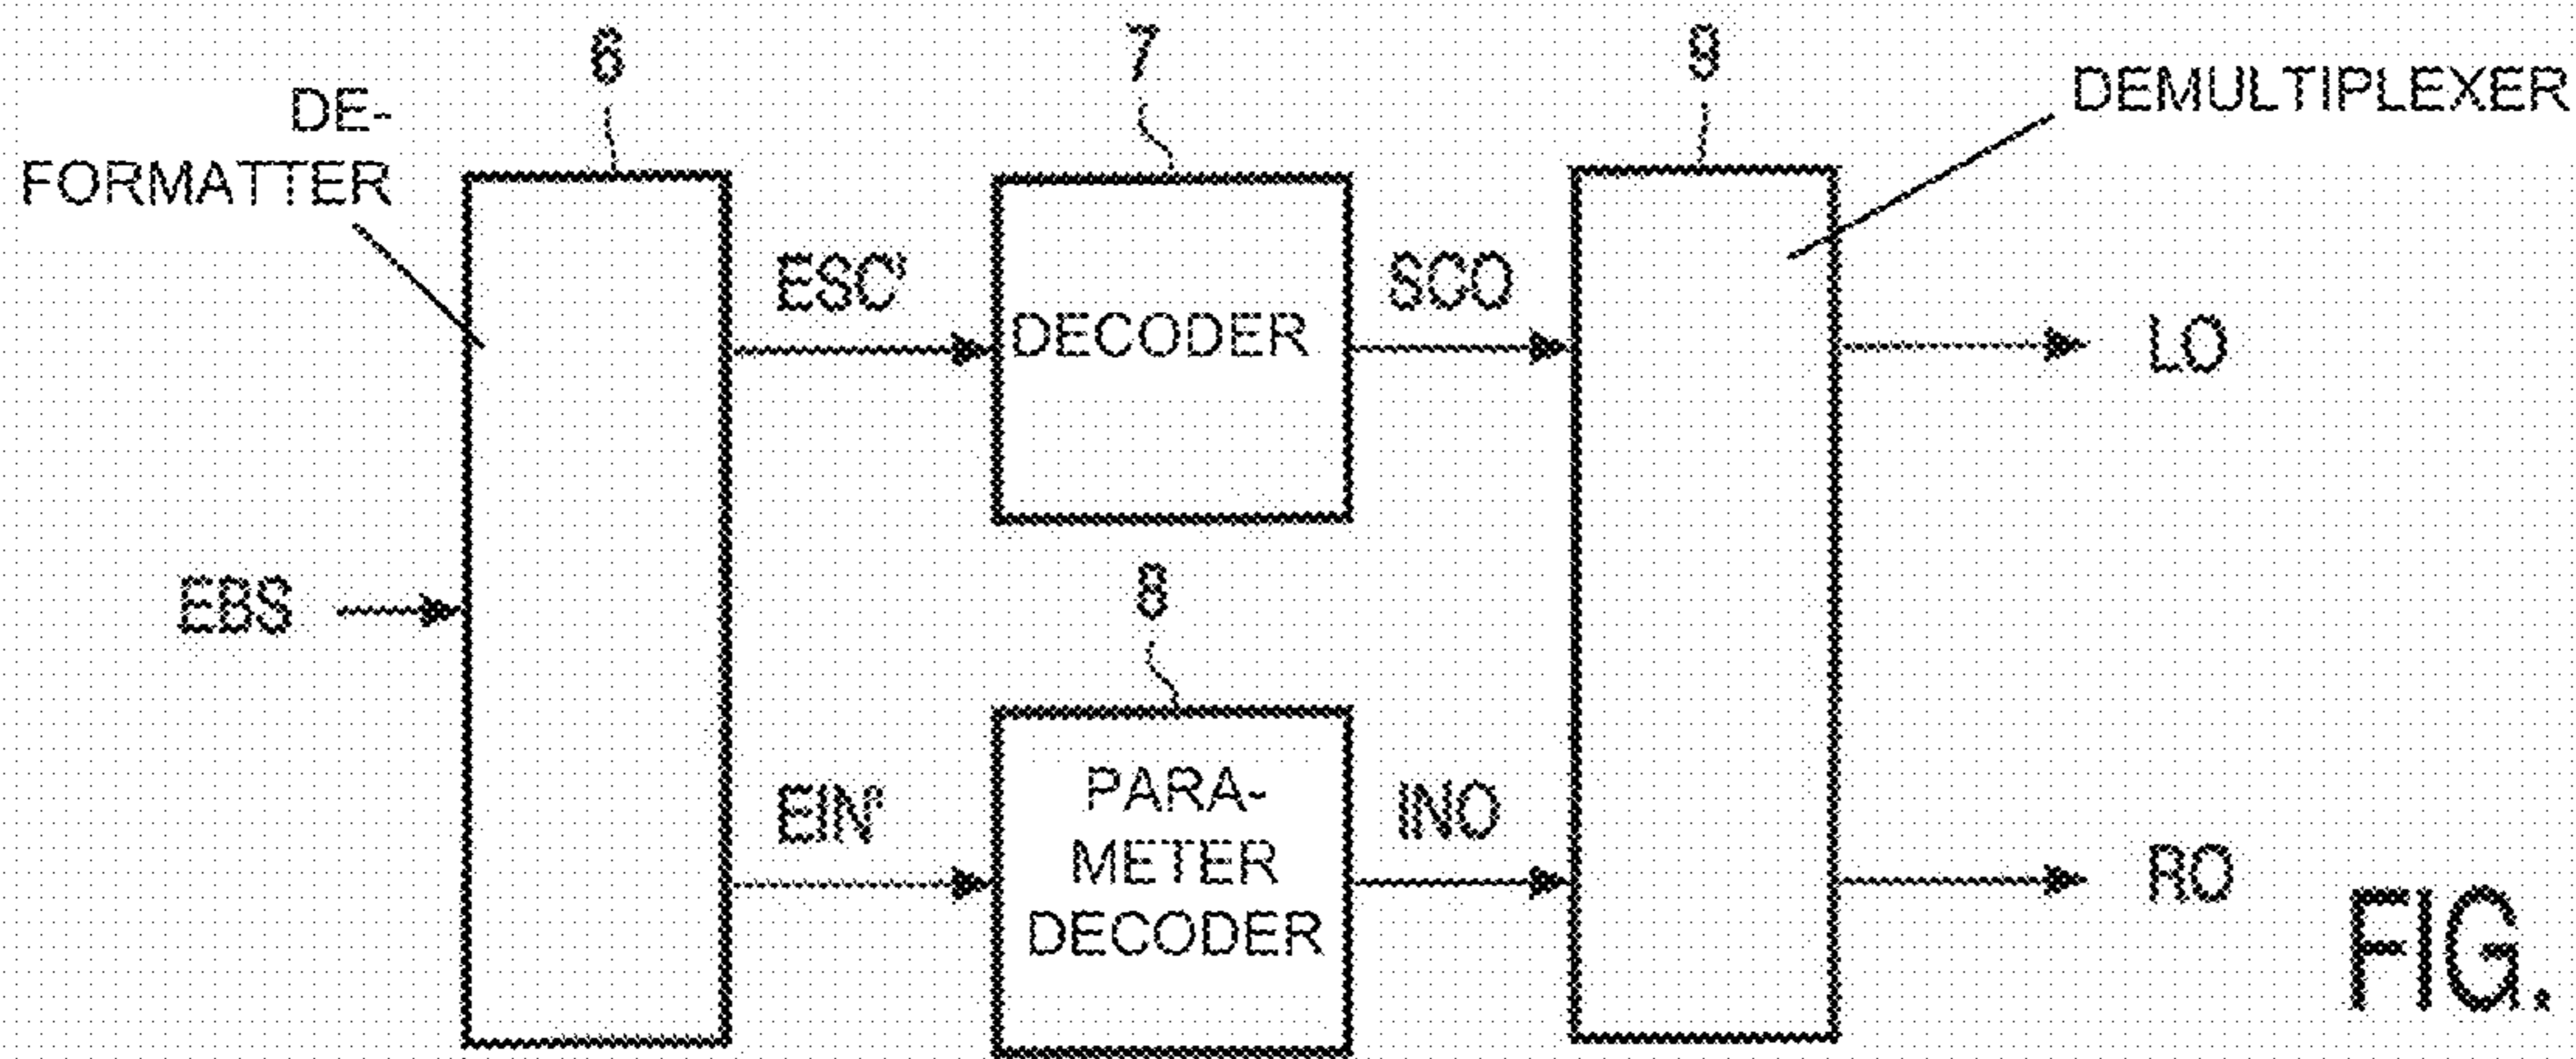 6
7
9
DE-
FORMATTER
DEMULTIPLEXER
ESC'
DECODER
SCO
LO
EBS
8
EIN'
PARA-
METER
DECODER
INO
RO
FIG.